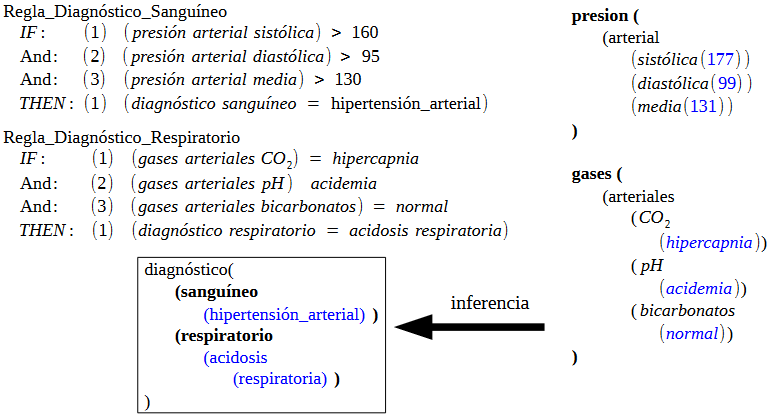 Regla_Diagnóstico_Sanguíneo
IF: (1) (presión arterial sistólica) > 160
And: (2) (presión arterial diastólica) > 95
And: (3) (presión arterial media) > 130
THEN: (1) (diagnóstico sanguíneo = hipertensión_arterial)
Regla_Diagnóstico_Respiratorio
IF: (1) (gases arteriales CO₂) = hipercapnia
And: (2) (gases arteriales pH) acidemia
And: (3) (gases arteriales bicarbonatos) = normal
THEN: (1) (diagnóstico respiratorio = acidosis respiratoria)
presion (
(arterial
(sistólica(177))
(diastólica(99))
(media(131))
)
gases (
(arteriales
(CO₂
(hipercapnia))
(pH
(acidemia))
(bicarbonatos
(normal))
)
inferencia
diagnóstico(
(sanguíneo
(hipertensión_arterial) )
(respiratorio
(acidosis
(respiratoria) )
)